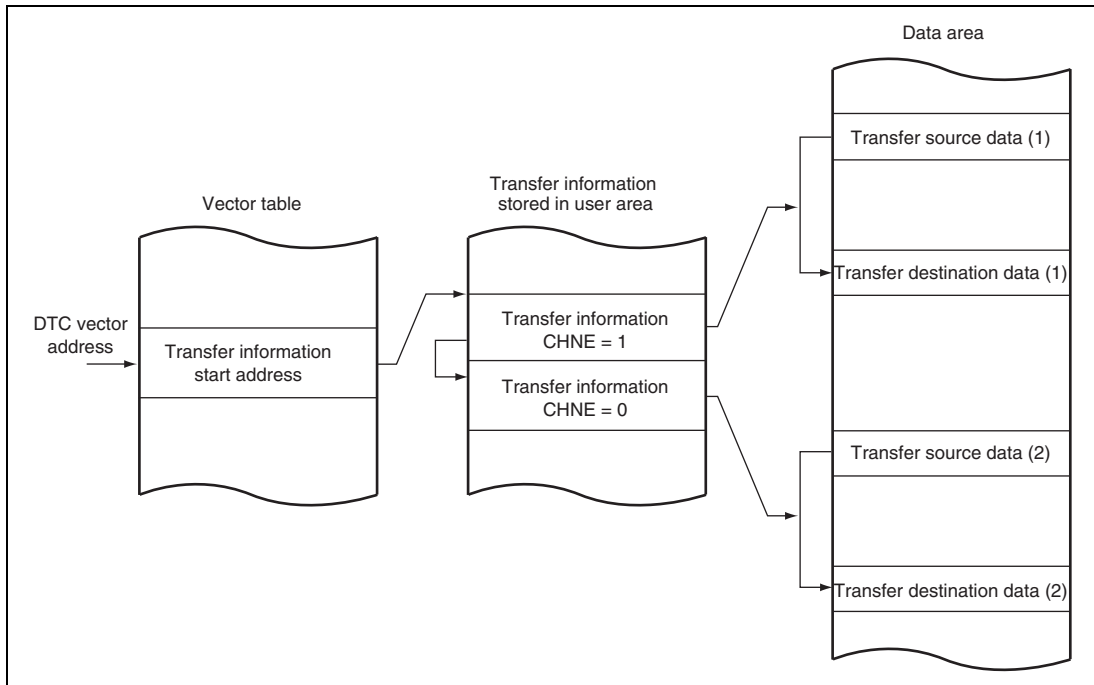 Vector table
DTC vector
address
Transfer information
start address
Transfer information
stored in user area
Transfer information
CHNE = 1
Transfer information
CHNE = 0
Data area
Transfer source data (1)
Transfer destination data (1)
Transfer source data (2)
Transfer destination data (2)